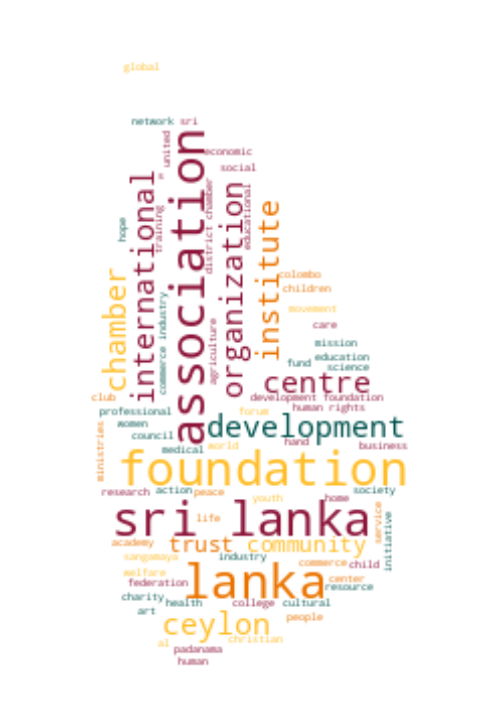 global
network
sri
united
economic
social
association
international
training
organization
educational
district chamber
institute
hope
chamber
commerce industry
agriculture
colombo
children
movement
care
mission
education
science
fund
centre
club
development foundation
human rights
professional
forum
women
development
council
hand
business
medical
world
ministries
foundation
research
action
peace
youth
home
society
sri lanka
life
service
initiative
academy
trust
community
sangamaya
industry
commerce
child
welfare
center
federation
lanka
resource
charity
health
college
cultural
art
ceylon
people
christian
al
padanama
human